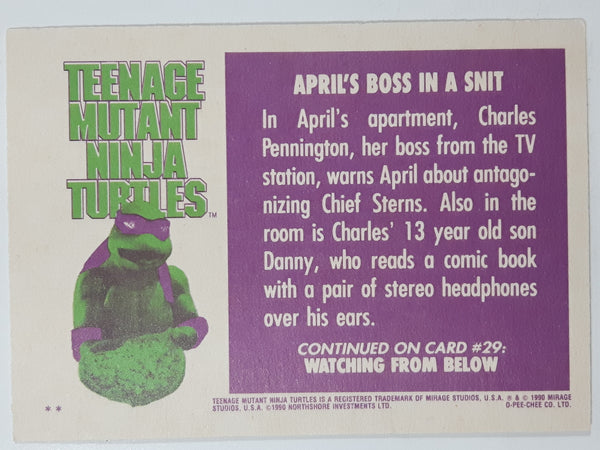 TEENAGE
MUTANT
NINJA
TURTLES™
APRIL'S BOSS IN A SNIT
In April's apartment, Charles
Pennington, her boss from the TV
station, warns April about antago-
nizing Chief Sterns. Also in the
room is Charles' 13 year old son
Danny, who reads a comic book
with a pair of stereo headphones
over his ears.
CONTINUED ON CARD #29:
WATCHING FROM BELOW
* *
TEENAGE MUTANT NINJA TURTLES IS A REGISTERED TRADEMARK OF MIRAGE STUDIOS, U.S.A. ® & © 1990 MIRAGE
STUDIOS, U.S.A. ©1990 NORTHSHORE INVESTMENTS LTD. O-PEE-CHEE CO. LTD.